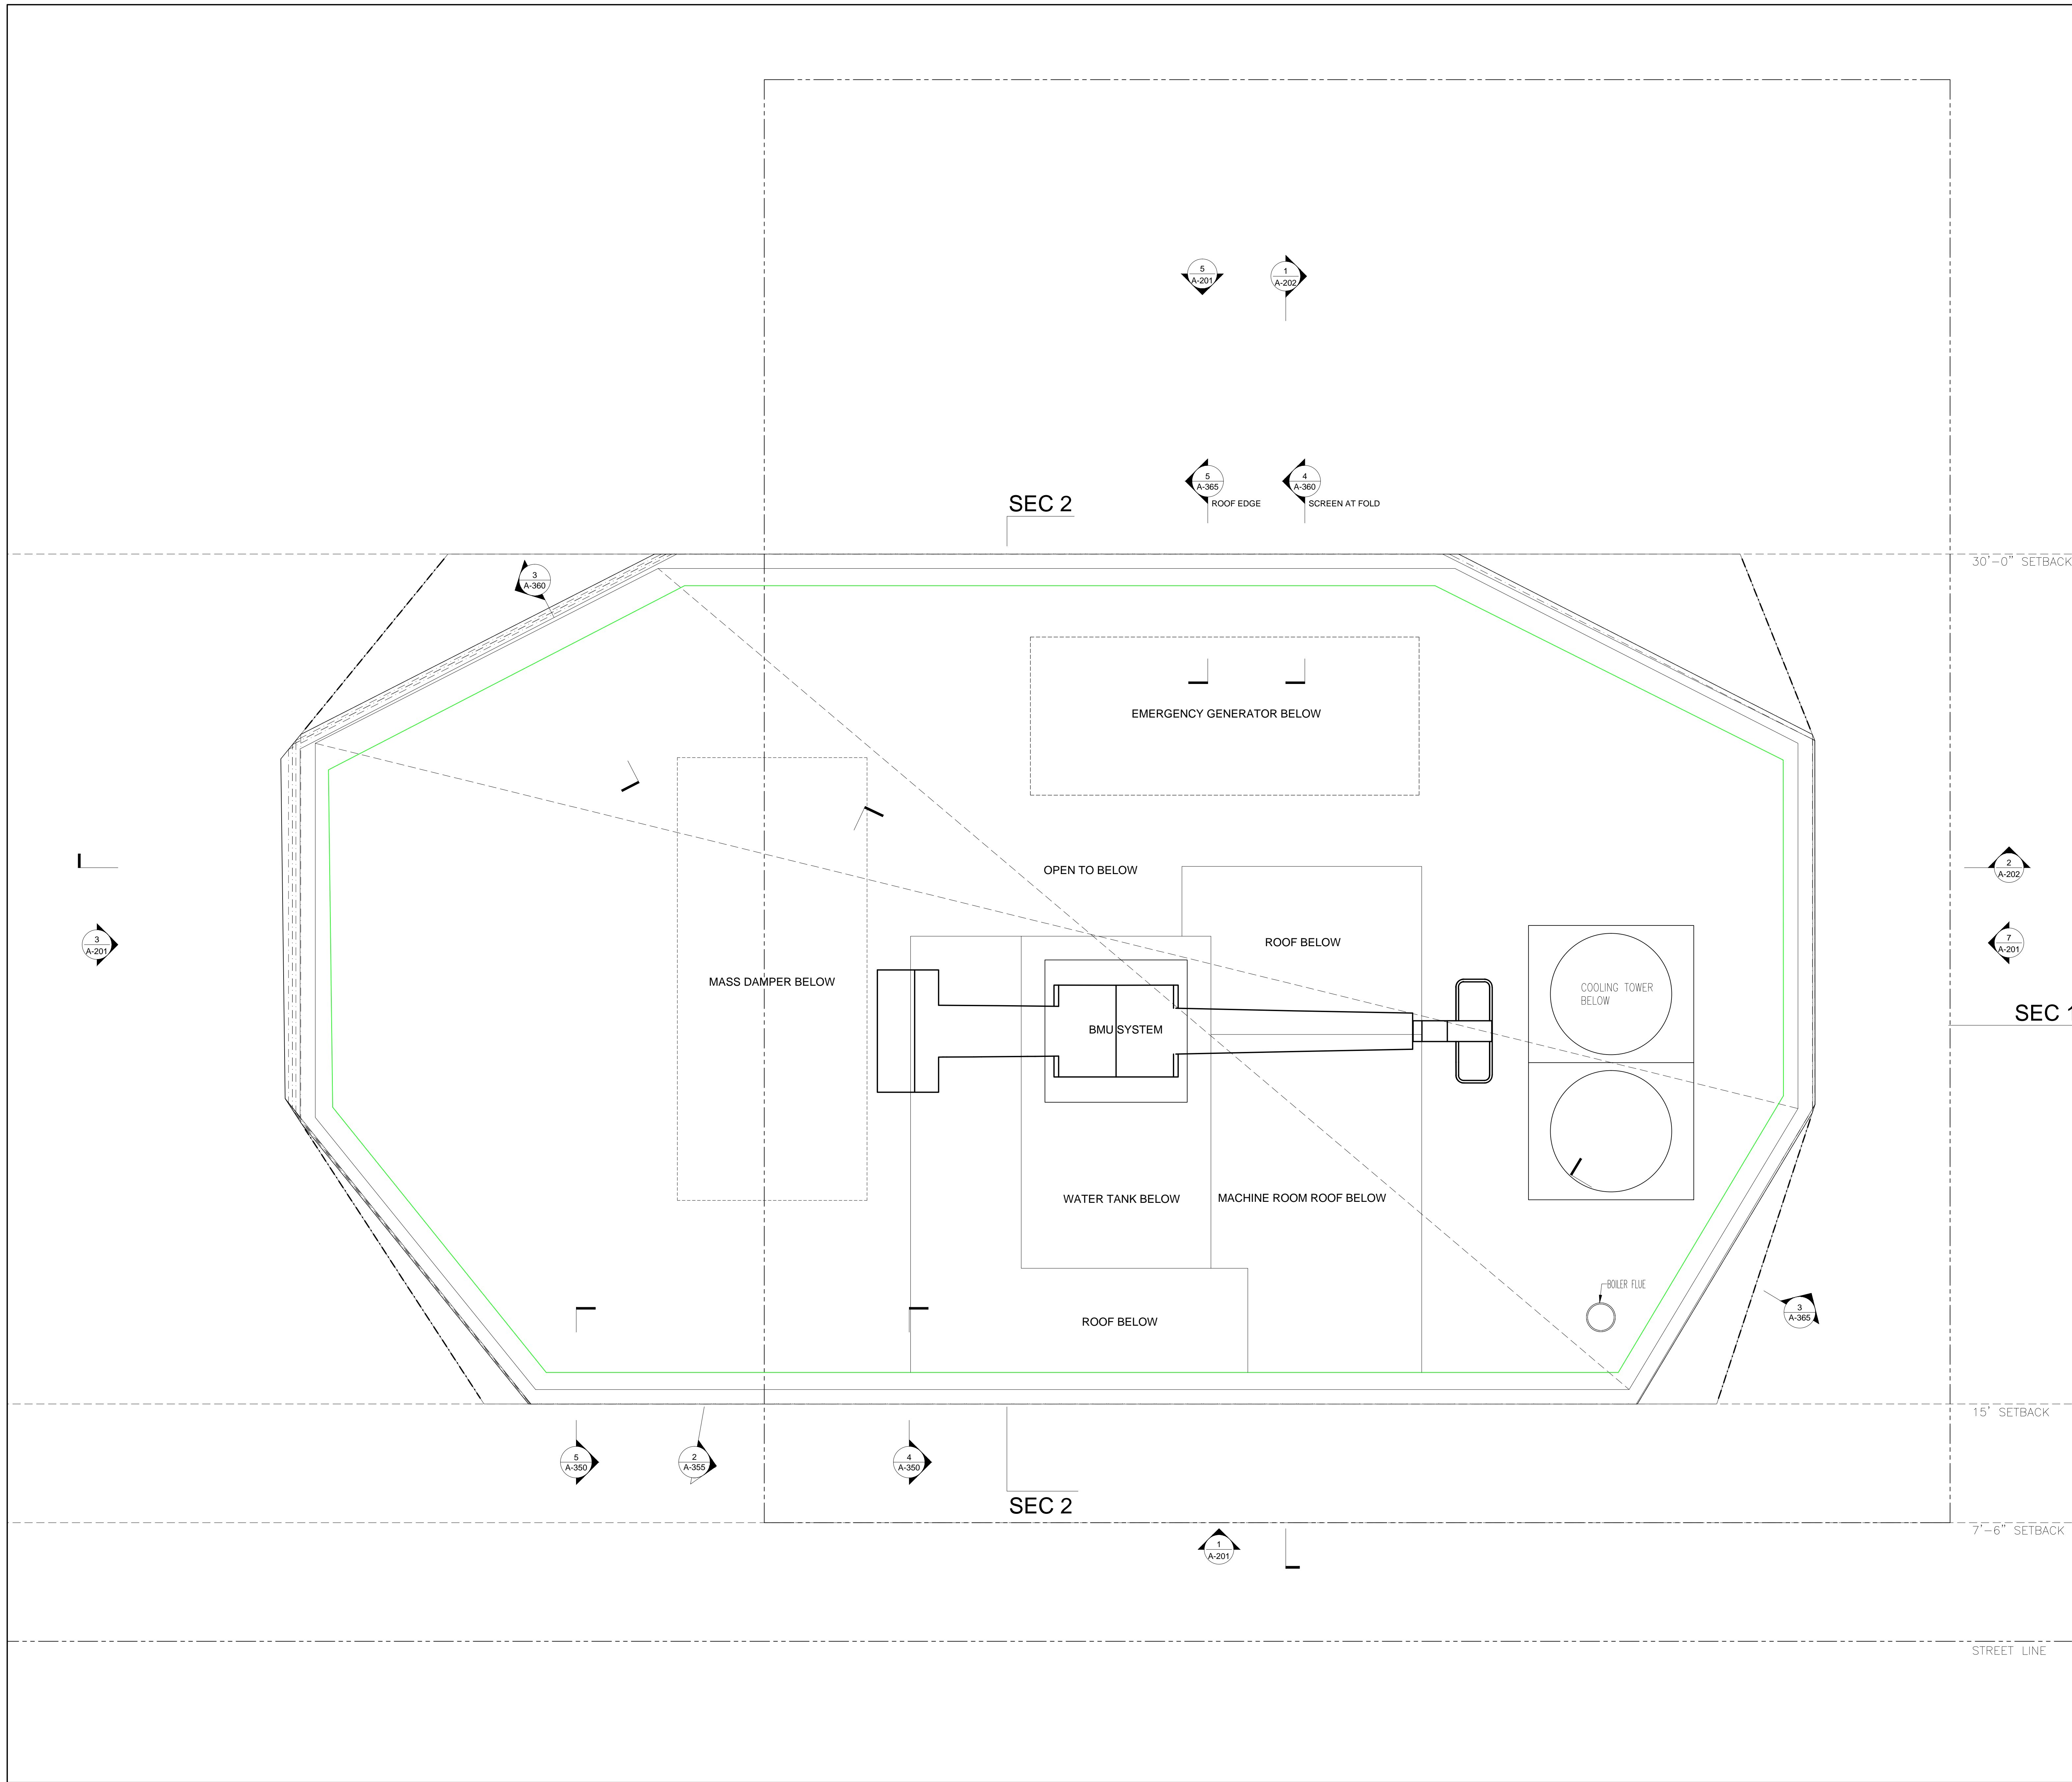 5
A-201
1
A-202
5
A-365
ROOF EDGE
4
A-360
SCREEN AT FOLD
SEC 2
30'-0" SETBACK
3
A-360
EMERGENCY GENERATOR BELOW
OPEN TO BELOW
2
A-202
3
A-201
ROOF BELOW
7
A-201
MASS DAMPER BELOW
COOLING TOWER
BELOW
SEC 1
BMU SYSTEM
WATER TANK BELOW
MACHINE ROOM ROOF BELOW
BOILER FLUE
3
A-365
ROOF BELOW
15' SETBACK
5
A-350
2
A-355
4
A-350
SEC 2
7'-6" SETBACK
1
A-201
STREET LINE